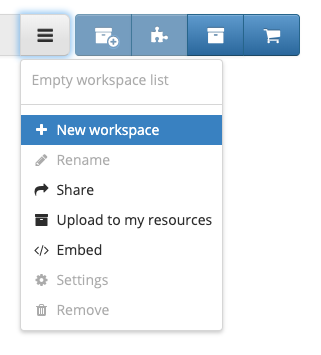 Empty workspace list
New workspace
Rename
Share
Upload to my resources
Embed
Settings
Remove